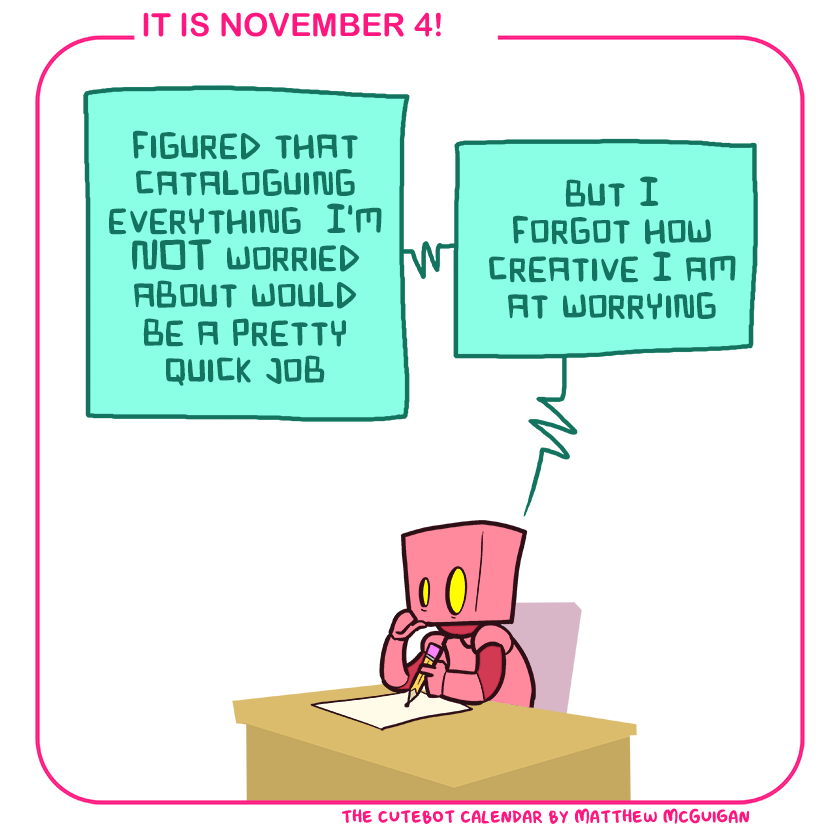 IT IS NOVEMBER 4!
FIGURED THAT
CATALOGUING
EVERYTHING I'M
NOT WORRIED
ABOUT WOULD
BE A PRETTY
QUICK JOB
BUT I
FORGOT HOW
CREATIVE I AM
AT WORRYING
THE CUTEBOT CALENDAR BY MATTHEW MCGUIGAN